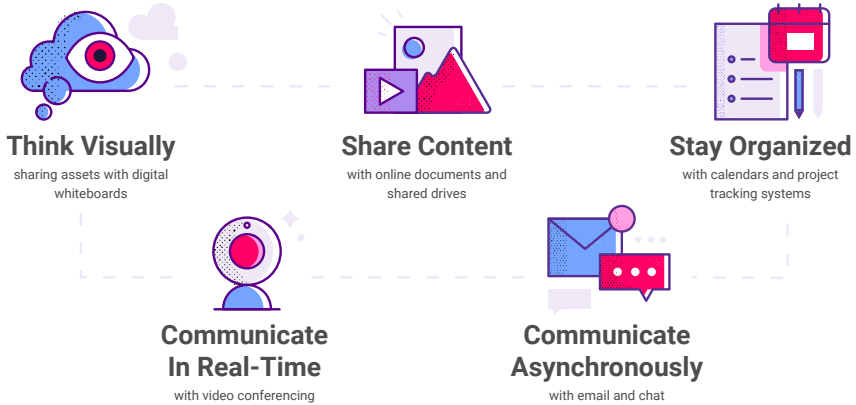 Think Visually
sharing assets with digital
whiteboards
Share Content
with online documents and
shared drives
Stay Organized
with calendars and project
tracking systems
Communicate
In Real-Time
with video conferencing
Communicate
Asynchronously
with email and chat